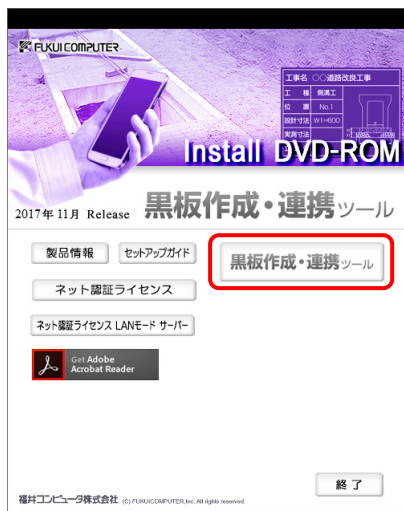 FUKUI COMPUTER
工事名 ○○道路改良工事
工 種 側溝工
位 置 No.1
設計寸法 W1=600
実測寸法
Install DVD-ROM
2017年11月 Release 黒板作成・連携ツール
製品情報 セットアップガイド
黒板作成・連携ツール
ネット認証ライセンス
ネット認証ライセンス LANモード サーバー
Get Adobe
Acrobat Reader
終 了
福井コンピュータ株式会社 (C) FUKUICOMPUTER,Inc. All rights reserved.